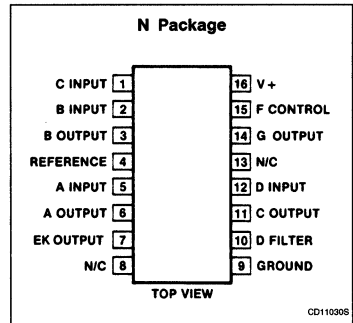 N Package
C INPUT 1
B INPUT 2
B OUTPUT 3
REFERENCE 4
A INPUT 5
A OUTPUT 6
EK OUTPUT 7
N/C 8
16 V+
15 F CONTROL
14 G OUTPUT
13 N/C
12 D INPUT
11 C OUTPUT
10 D FILTER
9 GROUND
TOP VIEW
CD11030S